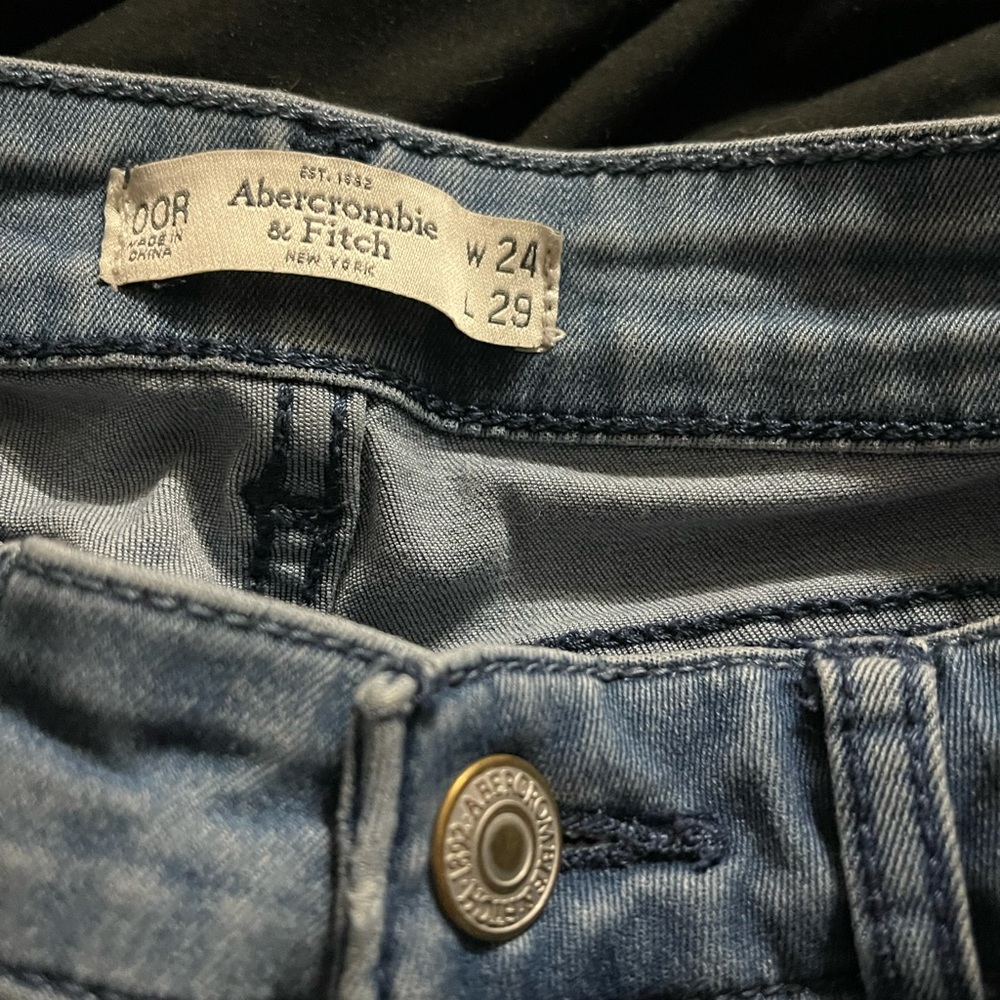 00R
MADE IN
CHINA
EST. 1892
Abercrombie
& Fitch
NEW YORK
W 24
L 29
ABERCROMBIE & FITCH · 1892 ·